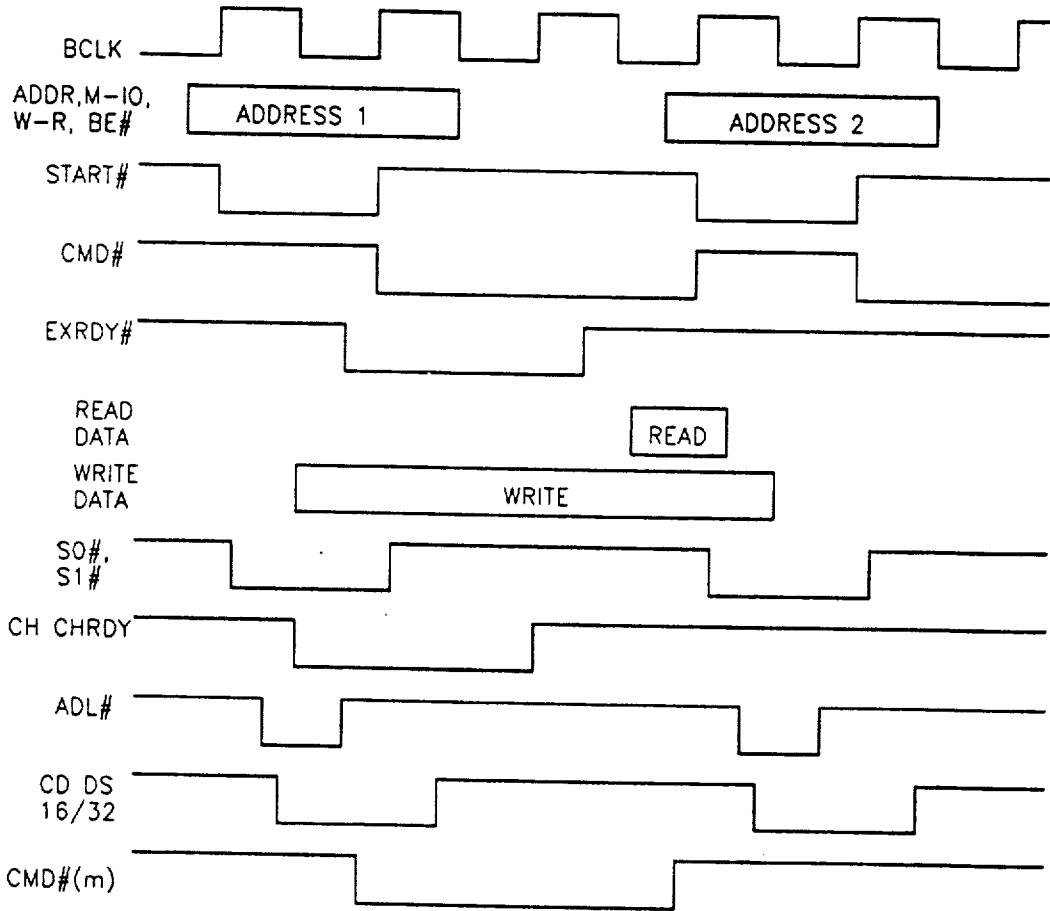 BCLK
ADDR,M-IO,
W-R, BE#
ADDRESS 1
ADDRESS 2
START#
CMD#
EXRDY#
READ
DATA
READ
WRITE
DATA
WRITE
S0#,
S1#
CH CHRDY
ADL#
CD DS
16/32
CMD#(m)